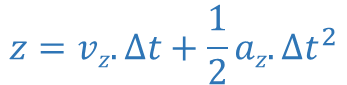 z = v_z. Δt + 1/2 a_z. Δt²